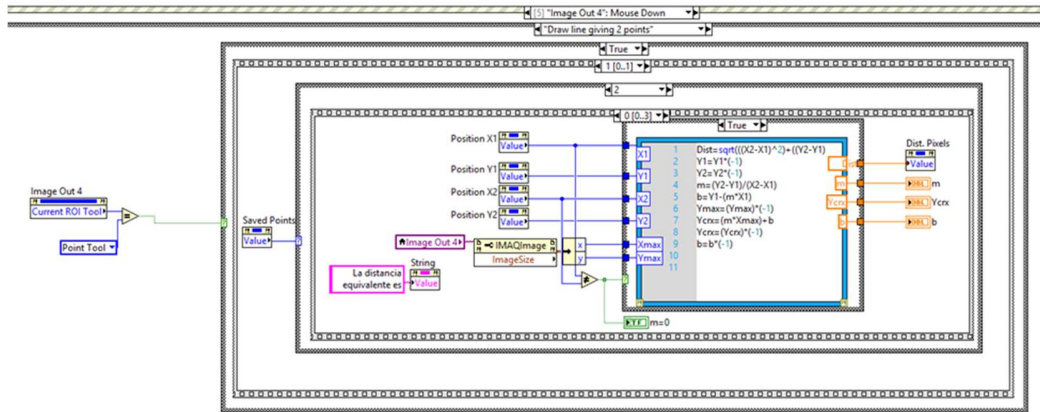 [5] "Image Out 4": Mouse Down
"Draw line giving 2 points"
True
1 [0..1]
2
0 [0..3]
True
Position X1
Value
Position Y1
Value
Position X2
Value
Position Y2
Value
X1
Y1
X2
Y2
Xmax
Ymax
1 Dist=sqrt(((X2-X1)^2)+((Y2-Y1)
2 Y1=Y1*(-1)
3 Y2=Y2*(-1)
4 m=(Y2-Y1)/(X2-X1)
5 b=Y1-(m*X1)
6 Ymax=(Ymax)*(-1)
7 Ycrx=(m*Xmax)+b
8 Ycrx=(Ycrx)*(-1)
9 b=b*(-1)
10
11
Dist
m
Ycrx
b
Dist. Pixels
Value
DBL m
DBL Ycrx
DBL b
Image Out 4
Current ROI Tool
=
Point Tool
Saved Points
Value
Image Out 4
IMAQImage
ImageSize
x
y
String
Value
La distancia
equivalente es
TF m=0